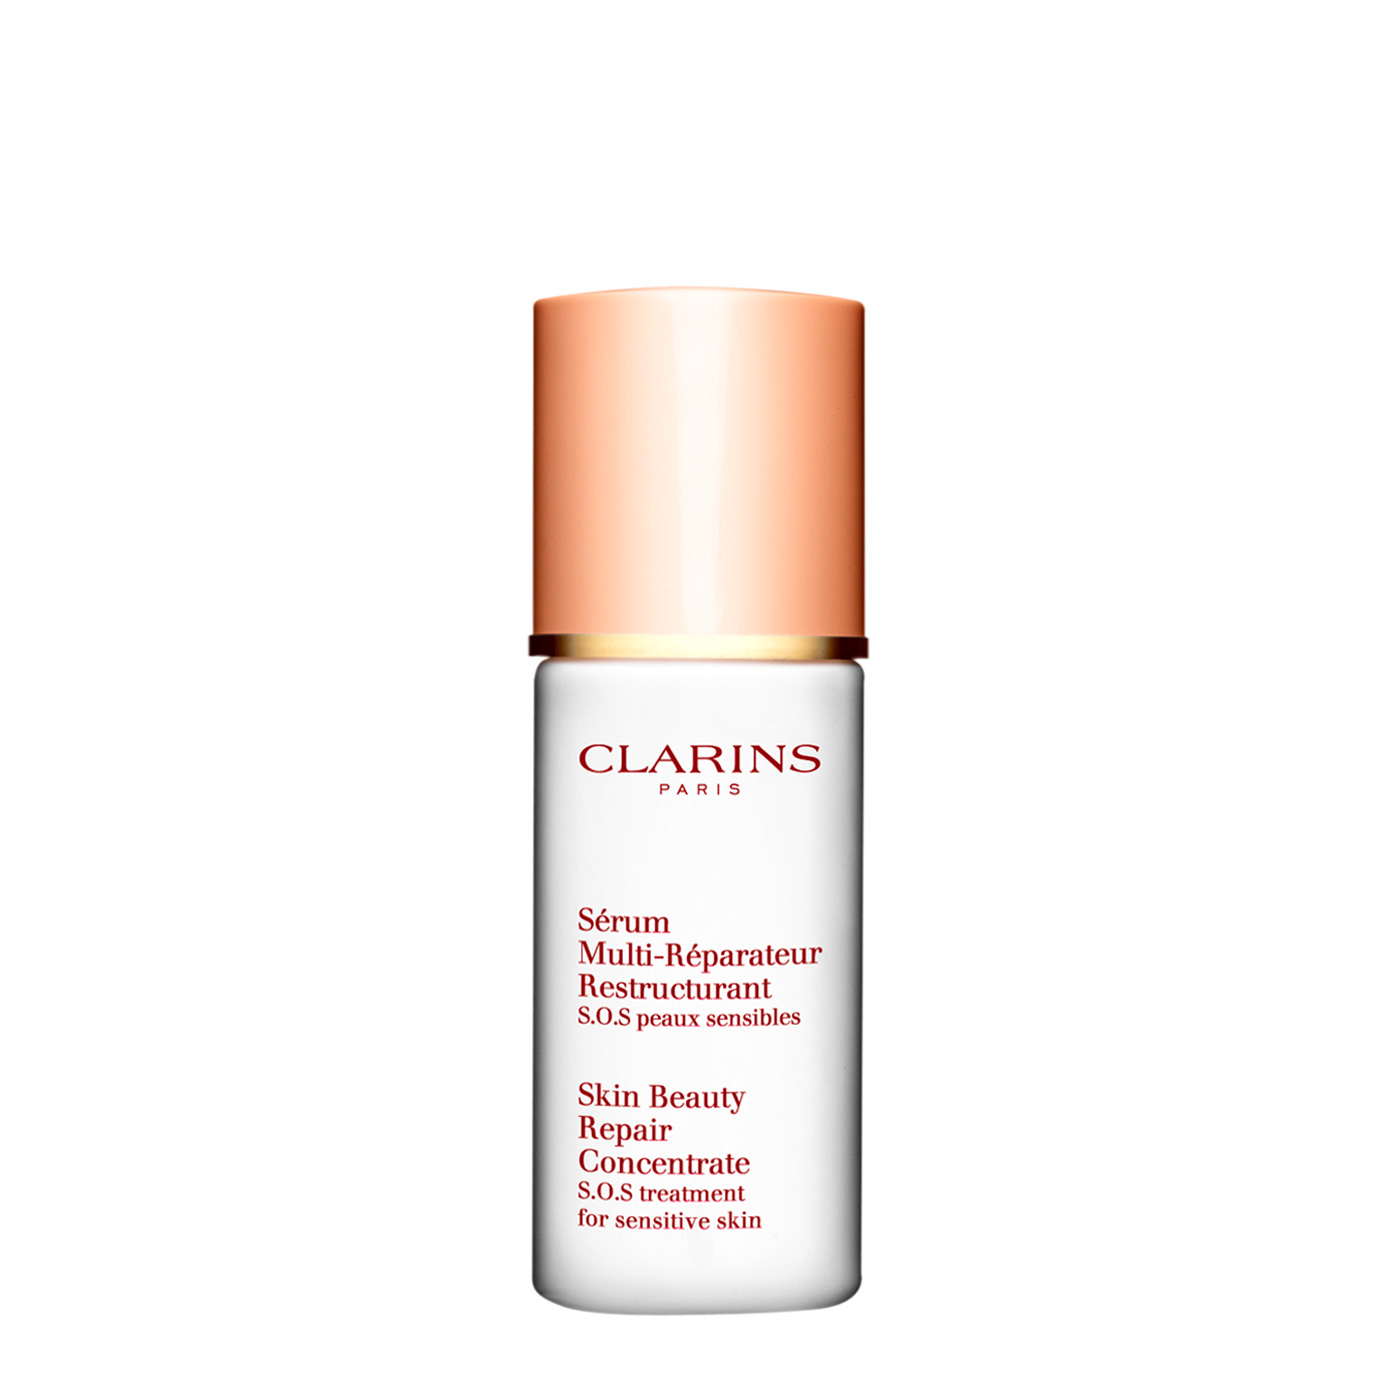 CLARINS
PARIS
Sérum
Multi-Réparateur
Restructurant
S.O.S peaux sensibles
Skin Beauty
Repair
Concentrate
S.O.S treatment
for sensitive skin